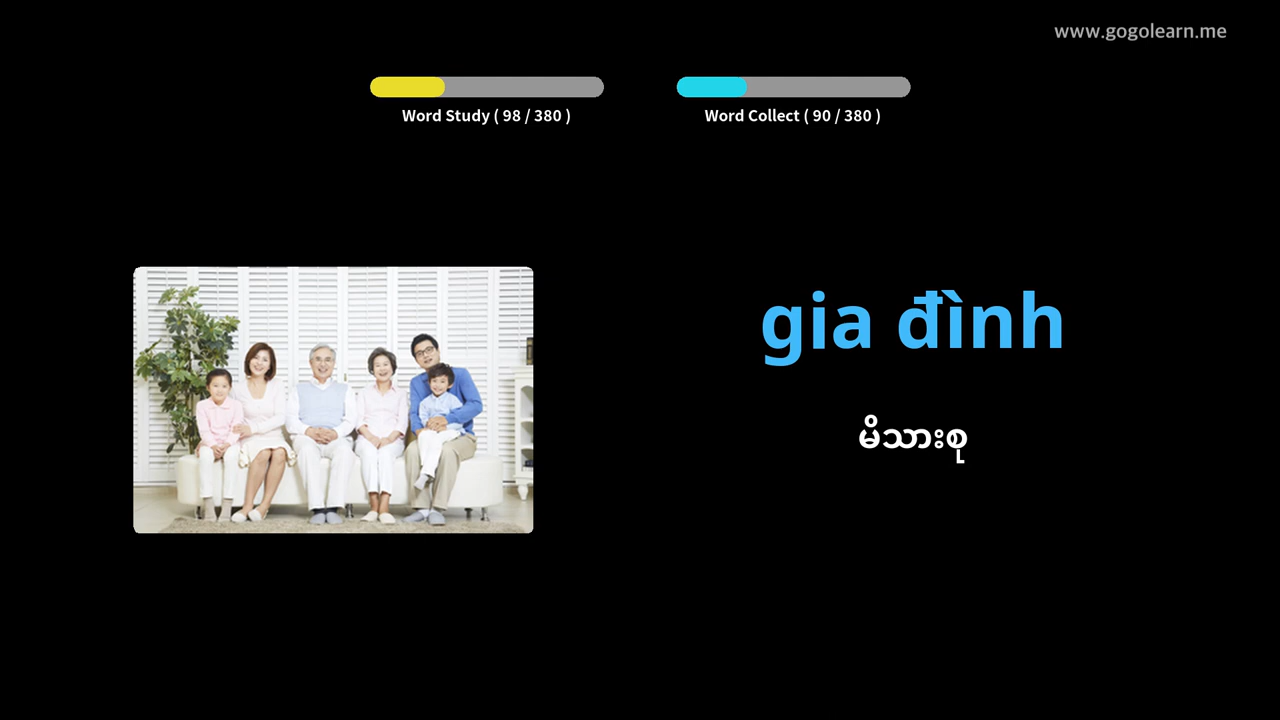 www.gogolearn.me
Word Study ( 98 / 380 )
Word Collect ( 90 / 380 )
gia đình
မိသားစု